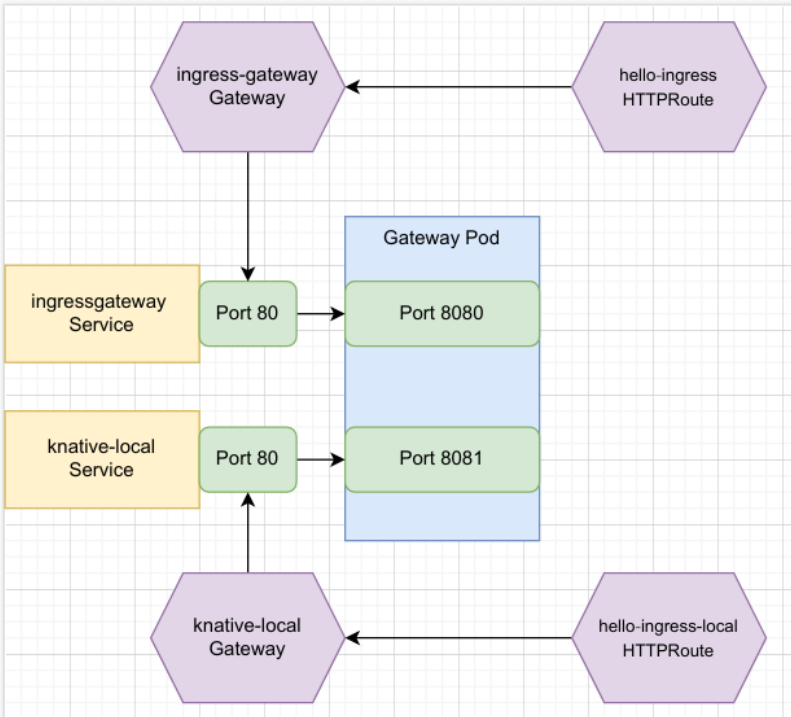 ingress-gateway
Gateway
hello-ingress
HTTPRoute
Gateway Pod
ingressgateway
Service
Port 80
Port 8080
knative-local
Service
Port 80
Port 8081
knative-local
Gateway
hello-ingress-local
HTTPRoute